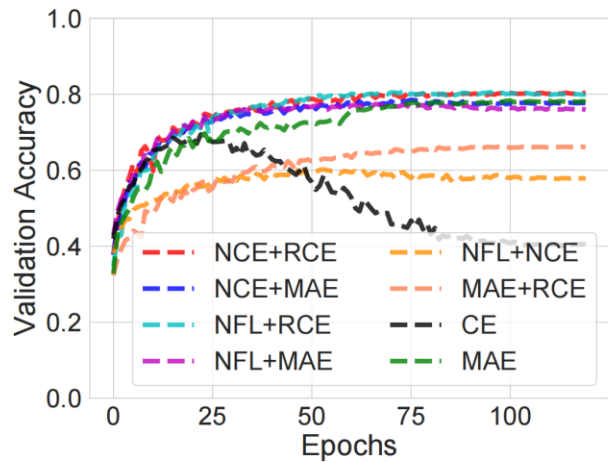 1.0
0.8
0.6
0.4
0.2
0.0
Validation Accuracy
NCE+RCE
NCE+MAE
NFL+RCE
NFL+MAE
NFL+NCE
MAE+RCE
CE
MAE
0 25 50 75 100
Epochs